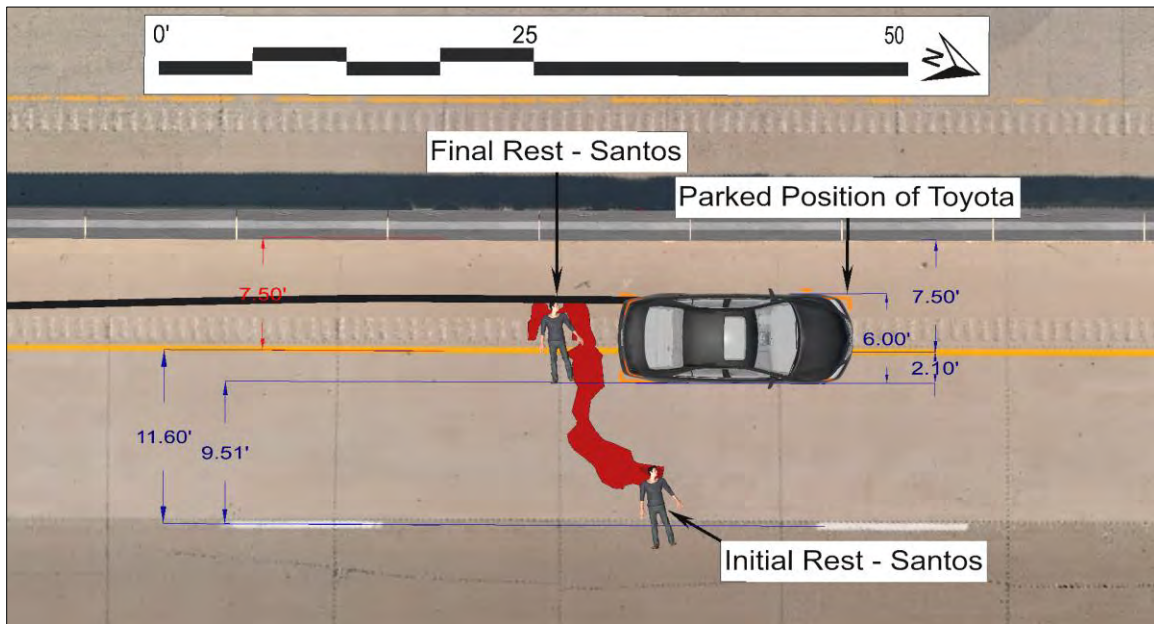 0' 25 50 N
Final Rest - Santos
Parked Position of Toyota
7.50' 7.50'
6.00'
2.10'
11.60'
9.51'
Initial Rest - Santos